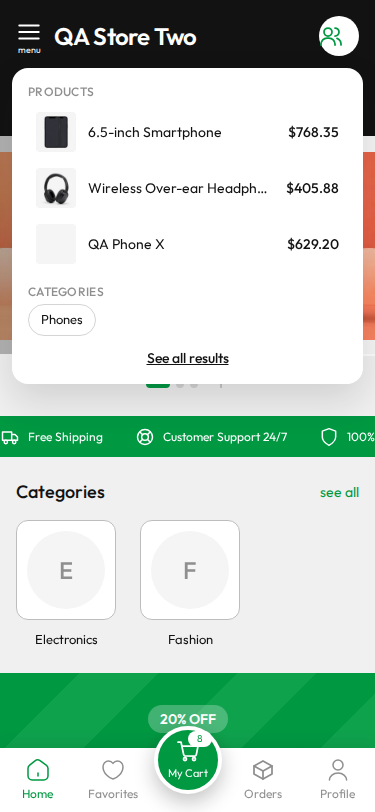 QA Store Two
menu
PRODUCTS
6.5-inch Smartphone $768.35
Wireless Over-ear Headph... $405.88
QA Phone X $629.20
CATEGORIES
Phones
See all results
Free Shipping Customer Support 24/7 100%
Categories see all
E F
Electronics Fashion
20% OFF
8
My Cart
Home Favorites Orders Profile